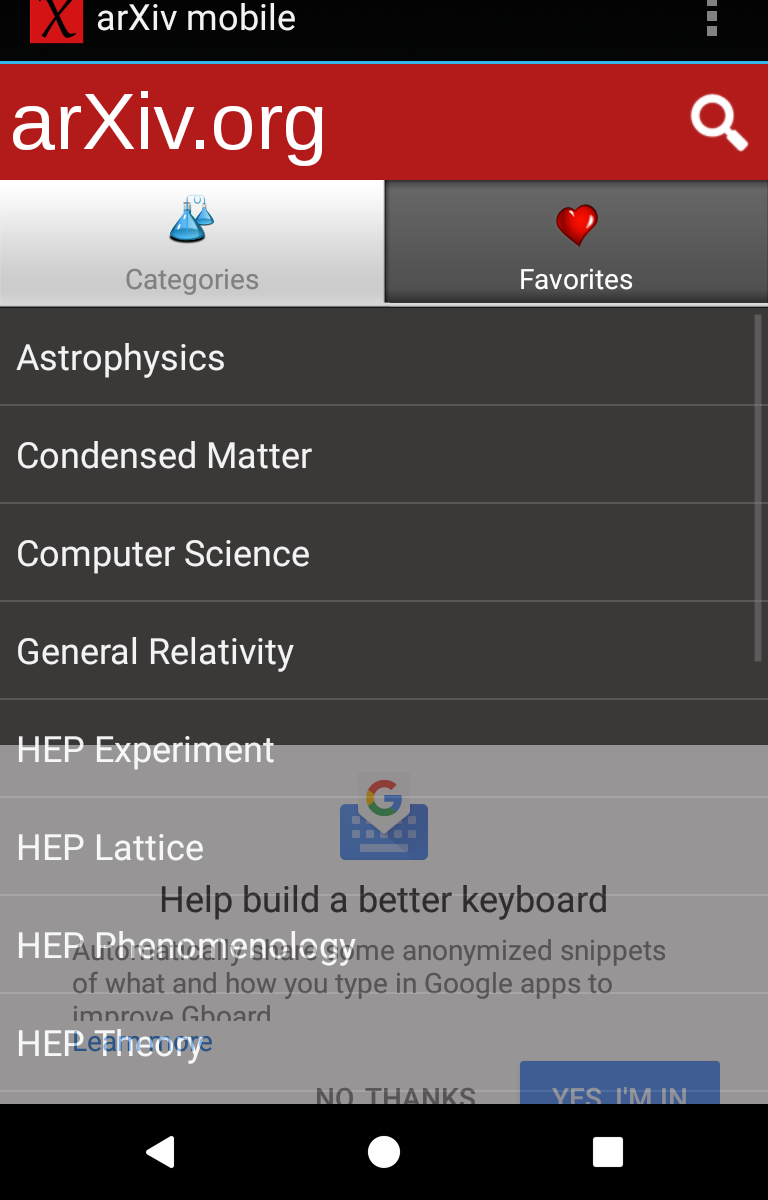 arXiv mobile
arXiv.org
Categories
Favorites
Astrophysics
Condensed Matter
Computer Science
General Relativity
HEP Experiment
HEP Lattice
Help build a better keyboard
HEP Phenomenology
Automatically share some anonymized snippets
of what and how you type in Google apps to
improve Gboard
HEP Theory
Learn more
NO THANKS
YES, I'M IN